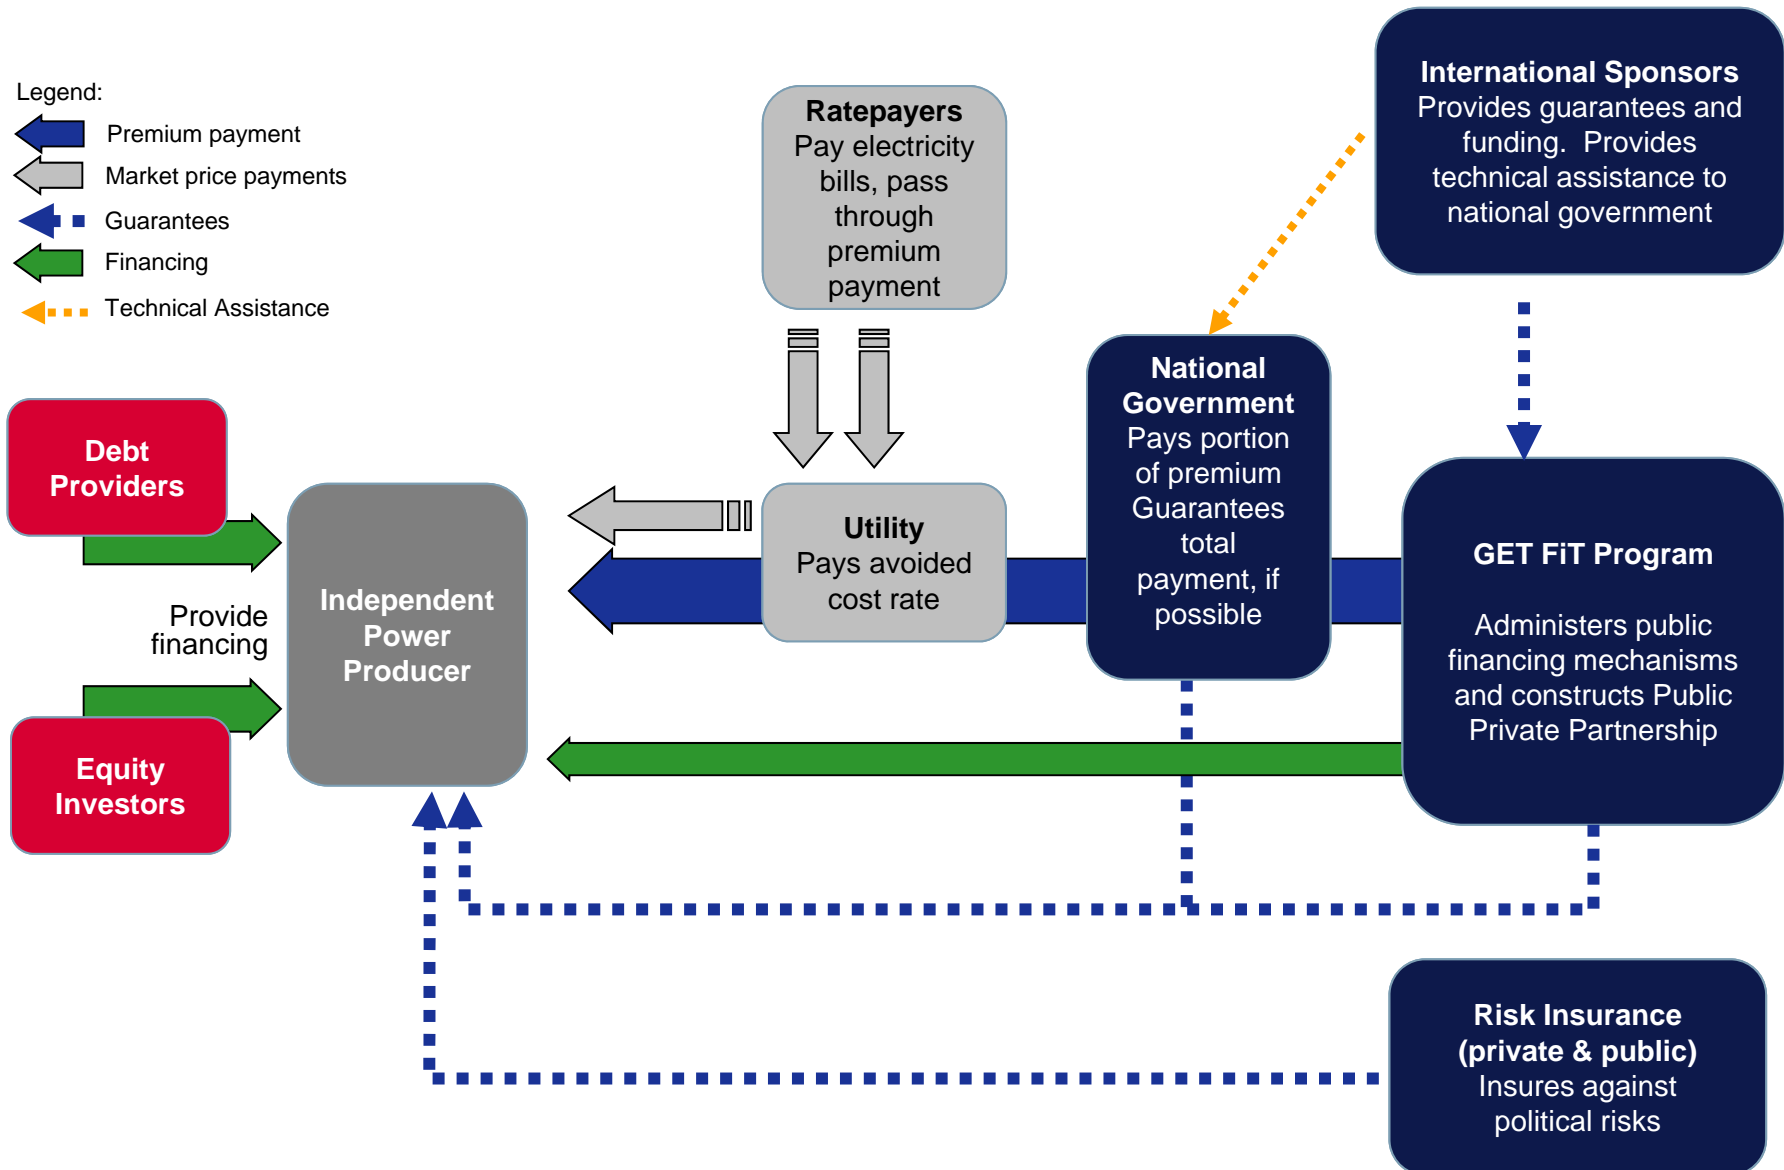 Legend:
Premium payment
Market price payments
Guarantees
Financing
Technical Assistance
Ratepayers
Pay electricity
bills, pass
through
premium
payment
International Sponsors
Provides guarantees and
funding.  Provides
technical assistance to
national government
National
Government
Pays portion
of premium
Guarantees
total
payment, if
possible
Debt
Providers
Provide
financing
Equity
Investors
Independent
Power
Producer
Utility
Pays avoided
cost rate
GET FiT Program
Administers public
financing mechanisms
and constructs Public
Private Partnership
Risk Insurance
(private & public)
Insures against
political risks